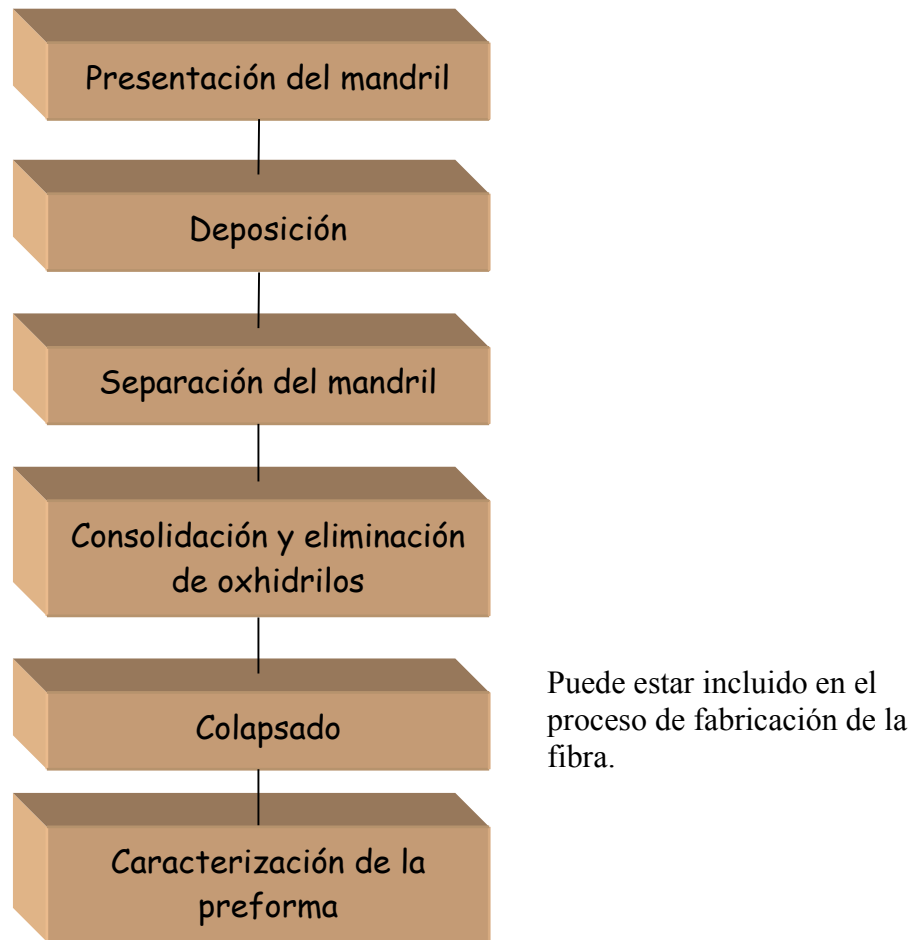 Presentación del mandril
Deposición
Separación del mandril
Consolidación y eliminación
de oxhidrilos
Colapsado
Puede estar incluido en el
proceso de fabricación de la
fibra.
Caracterización de la
preforma